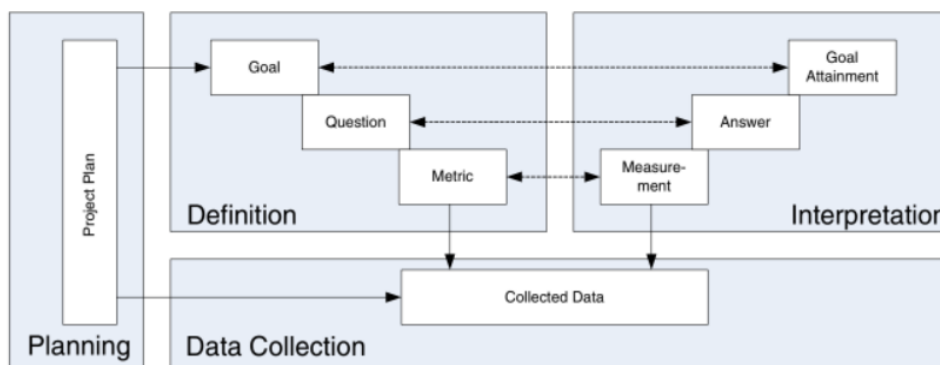 Project Plan
Planning
Goal
Question
Metric
Definition
Goal
Attainment
Answer
Measure-
ment
Interpretation
Collected Data
Data Collection